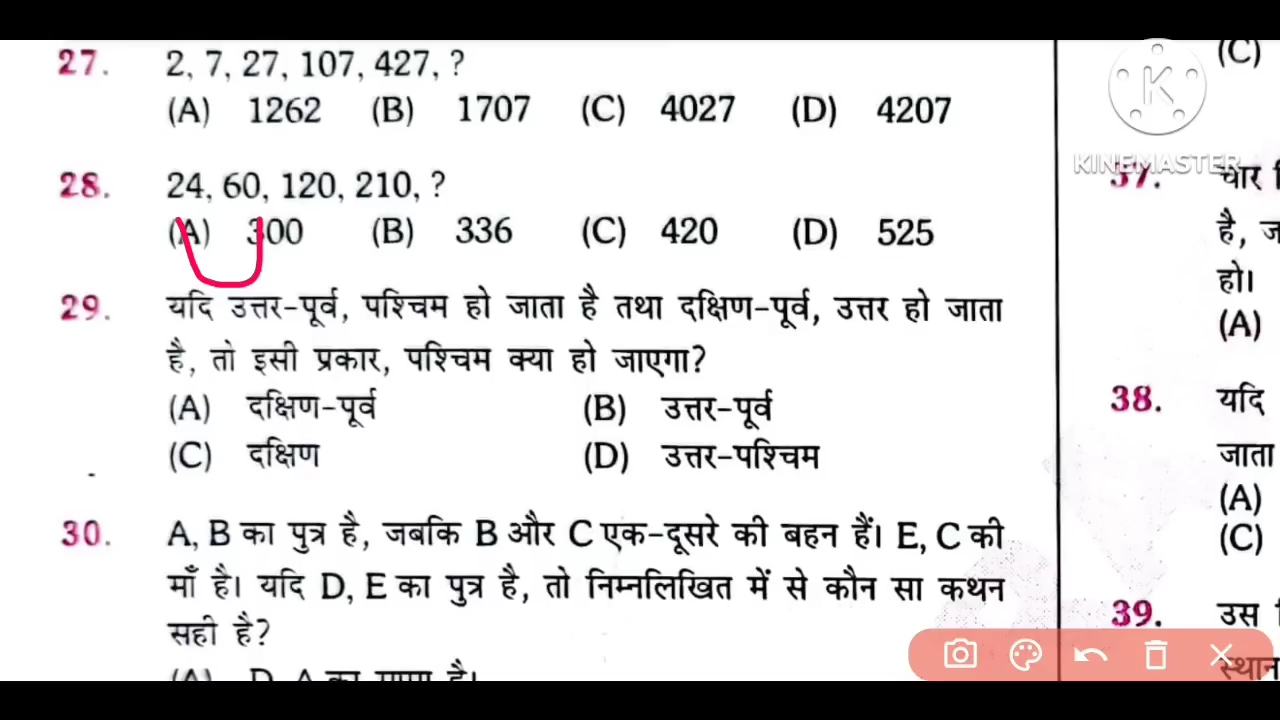 27. 2, 7, 27, 107, 427, ?
(A) 1262 (B) 1707 (C) 4027 (D) 4207
28. 24, 60, 120, 210, ?
(A) 300 (B) 336 (C) 420 (D) 525
29. यदि उत्तर-पूर्व, पश्चिम हो जाता है तथा दक्षिण-पूर्व, उत्तर हो जाता
है, तो इसी प्रकार, पश्चिम क्या हो जाएगा?
(A) दक्षिण-पूर्व (B) उत्तर-पूर्व
(C) दक्षिण (D) उत्तर-पश्चिम
30. A, B का पुत्र है, जबकि B और C एक-दूसरे की बहन हैं। E, C की
माँ है। यदि D, E का पुत्र है, तो निम्नलिखित में से कौन सा कथन
सही है?
(A) D, A का मामा है।
(C)
K
KINEMASTER
37. चार
है,
हो।
(A)
38. यदि
जाता
(A)
(C)
39. उस
स्थान